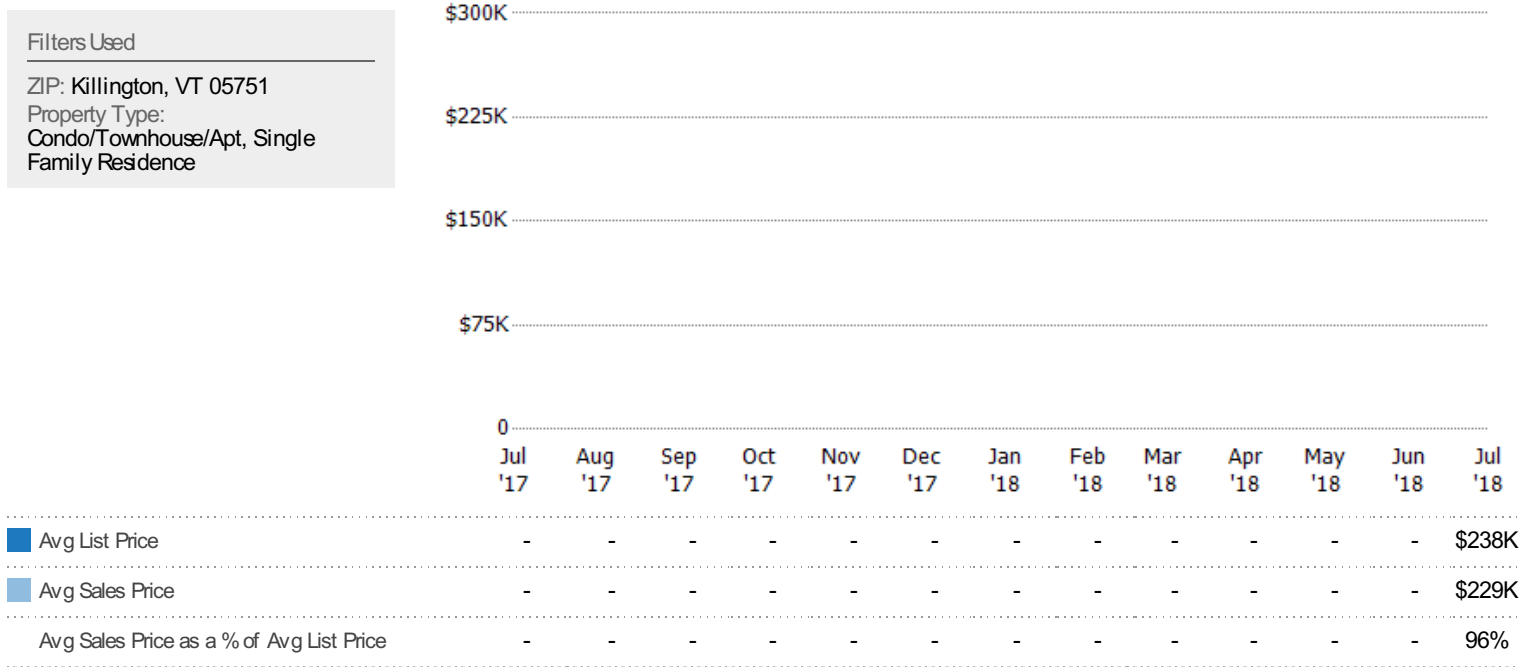 Filters Used
ZIP: Killington, VT 05751
Property Type:
Condo/Townhouse/Apt, Single
Family Residence
$300K
$225K
$150K
$75K
0
Jul Aug Sep Oct Nov Dec Jan Feb Mar Apr May Jun Jul
'17 '17 '17 '17 '17 '17 '18 '18 '18 '18 '18 '18 '18
Avg List Price - - - - - - - - - - - - $238K
Avg Sales Price - - - - - - - - - - - - $229K
Avg Sales Price as a % of Avg List Price - - - - - - - - - - - - 96%